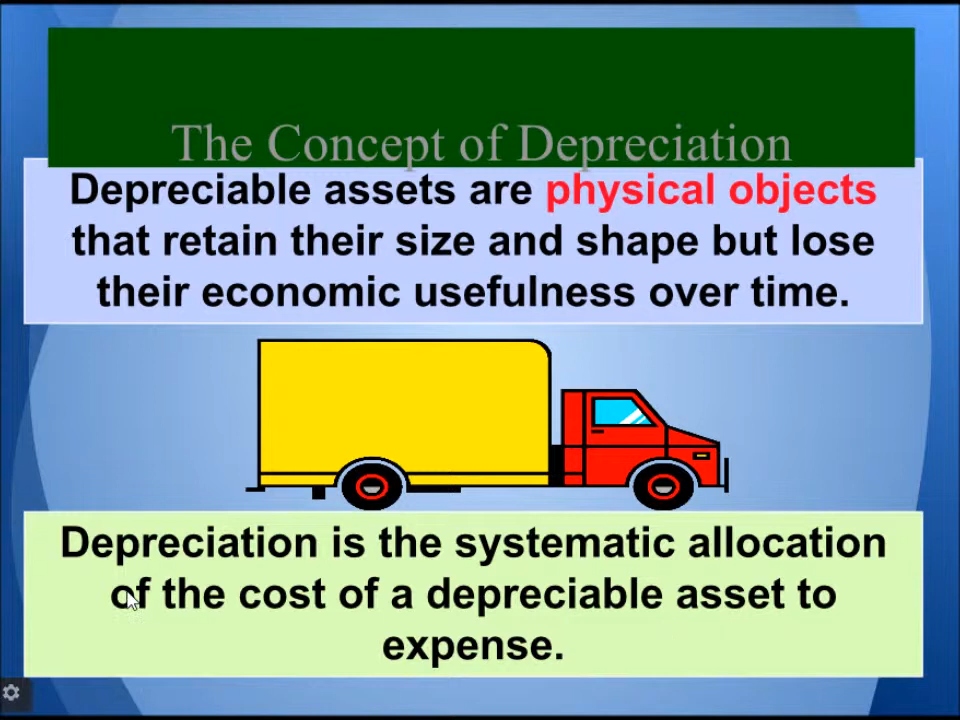 The Concept of Depreciation
Depreciable assets are physical objects
that retain their size and shape but lose
their economic usefulness over time.
Depreciation is the systematic allocation
of the cost of a depreciable asset to
expense.